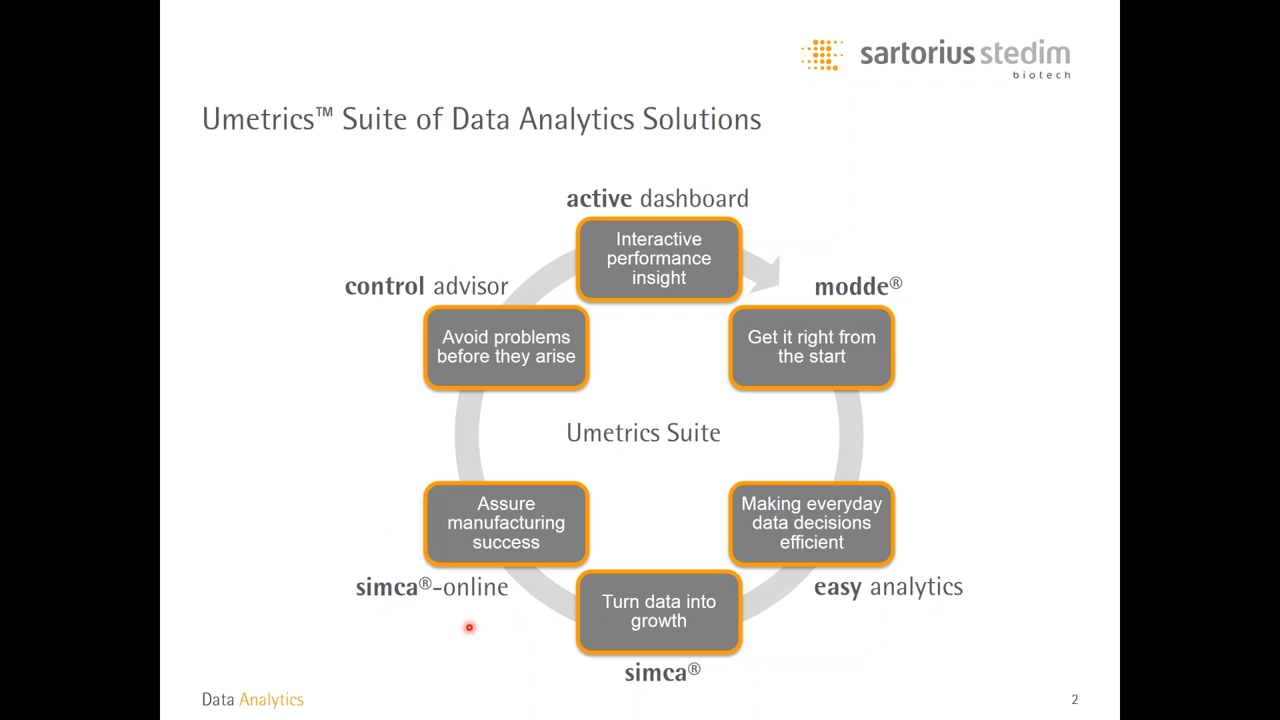 sartorius stedim
biotech
Umetrics™ Suite of Data Analytics Solutions
active dashboard
Interactive
performance
insight
control advisor
modde®
Avoid problems
before they arise
Get it right from
the start
Umetrics Suite
Assure
manufacturing
success
Making everyday
data decisions
efficient
simca®-online
easy analytics
Turn data into
growth
simca®
Data Analytics
2